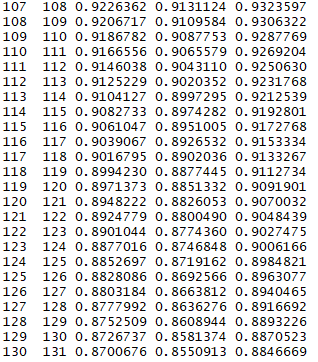 107 108 0.9226362 0.9131124 0.9323597
108 109 0.9206717 0.9109584 0.9306322
109 110 0.9186782 0.9087753 0.9287769
110 111 0.9166556 0.9065579 0.9269204
111 112 0.9146038 0.9043110 0.9250630
112 113 0.9125229 0.9020352 0.9231768
113 114 0.9104127 0.8997295 0.9212539
114 115 0.9082733 0.8974282 0.9192801
115 116 0.9061047 0.8951005 0.9172768
116 117 0.9039067 0.8926532 0.9153334
117 118 0.9016795 0.8902036 0.9133267
118 119 0.8994230 0.8877445 0.9112734
119 120 0.8971373 0.8851332 0.9091901
120 121 0.8948222 0.8826053 0.9070032
121 122 0.8924779 0.8800490 0.9048439
122 123 0.8901044 0.8774360 0.9027475
123 124 0.8877016 0.8746848 0.9006166
124 125 0.8852697 0.8719162 0.8984821
125 126 0.8828086 0.8692566 0.8963077
126 127 0.8803184 0.8663812 0.8940465
127 128 0.8777992 0.8636276 0.8916692
128 129 0.8752509 0.8608944 0.8893226
129 130 0.8726737 0.8581374 0.8870523
130 131 0.8700676 0.8550913 0.8846669